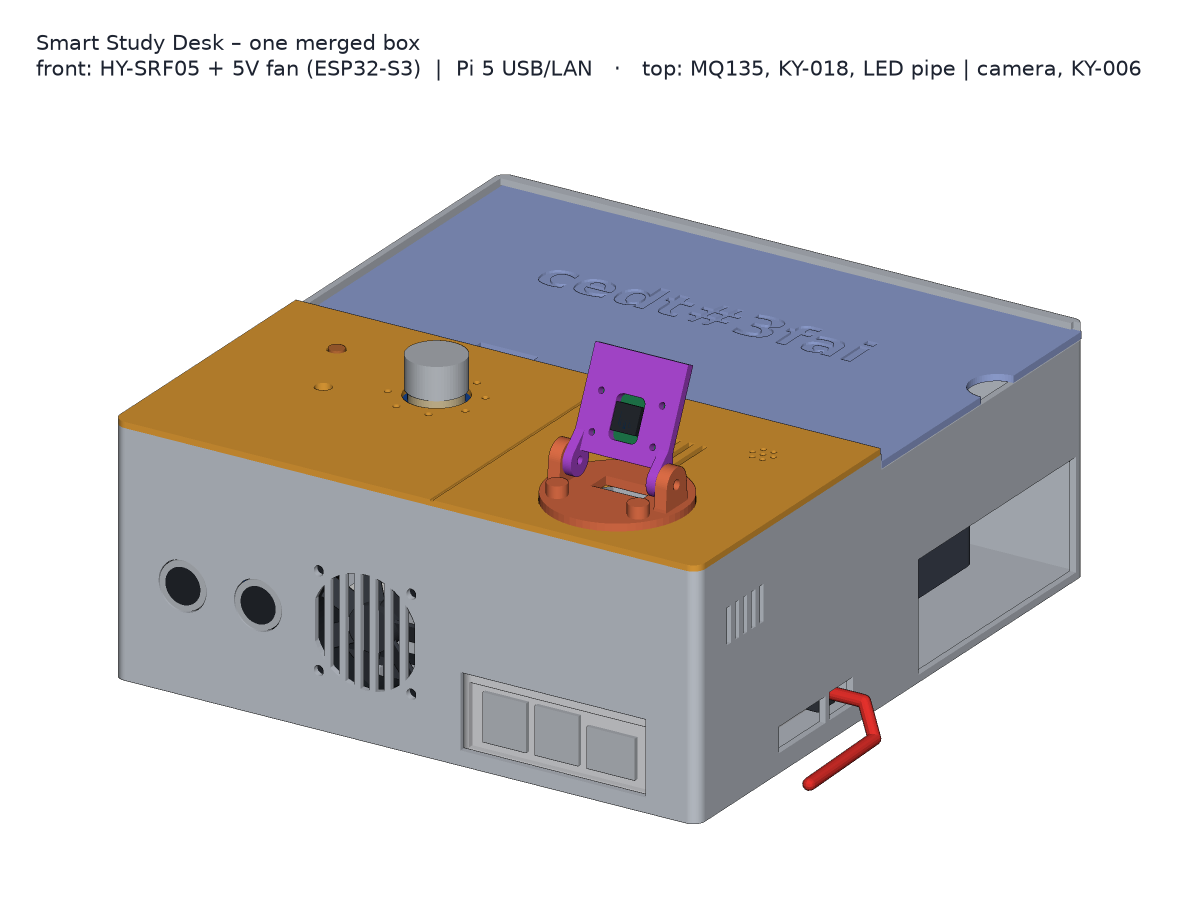 Smart Study Desk – one merged box
front: HY-SRF05 + 5V fan (ESP32-S3)  |  Pi 5 USB/LAN   ·   top: MQ135, KY-018, LED pipe | camera, KY-006
cedt#3fai